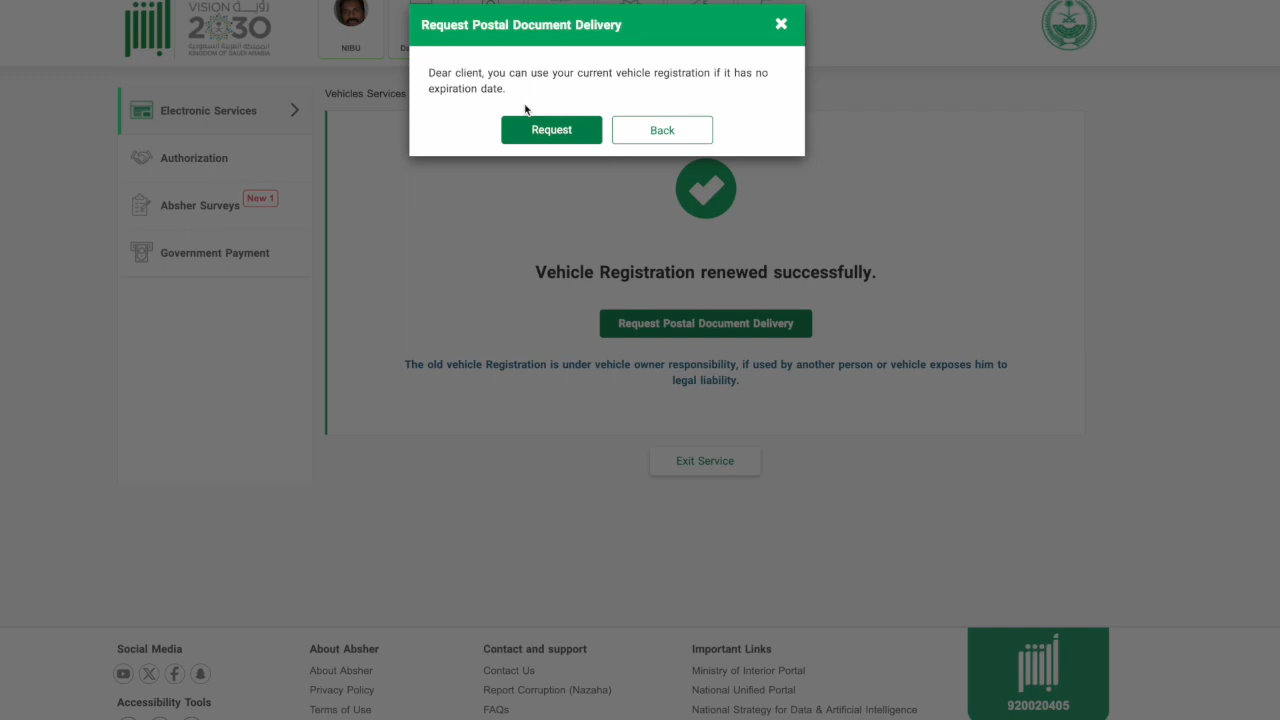 VISION رؤيـة
2030
المملكة العربية السعودية
KINGDOM OF SAUDI ARABIA
NIBU
Request Postal Document Delivery
Dear client, you can use your current vehicle registration if it has no
expiration date.
Request
Back
Electronic Services
Authorization
Absher Surveys
New 1
Government Payment
Vehicles Services
Vehicle Registration renewed successfully.
Request Postal Document Delivery
The old vehicle Registration is under vehicle owner responsibility, if used by another person or vehicle exposes him to
legal liability.
Exit Service
Social Media
Accessibility Tools
About Absher
About Absher
Privacy Policy
Terms of Use
Contact and support
Contact Us
Report Corruption (Nazaha)
FAQs
Important Links
Ministry of Interior Portal
National Unified Portal
National Strategy for Data & Artificial Intelligence
أبشر
920020405